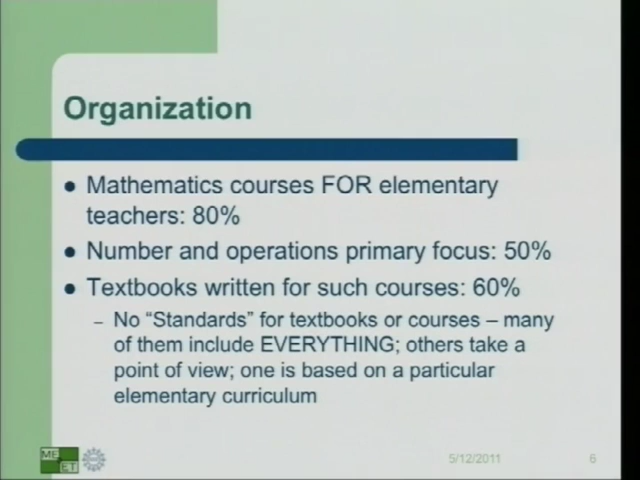 Organization
Mathematics courses FOR elementary
teachers: 80%
Number and operations primary focus: 50%
Textbooks written for such courses: 60%
– No “Standards” for textbooks or courses – many
of them include EVERYTHING; others take a
point of view; one is based on a particular
elementary curriculum
ME
ET
5/12/2011
6